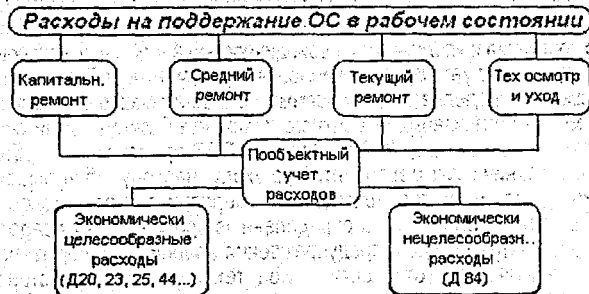 Расходы на поддержание ОС в рабочем состоянии
Капитальн.
ремонт
Средний
ремонт
Текущий
ремонт
Тех осмотр
и уход
Пообъектный
учет
расходов
Экономически
целесообразные
расходы
(Д20, 23, 25, 44...)
Экономически
нецелесообразн..
расходы
(Д 84)